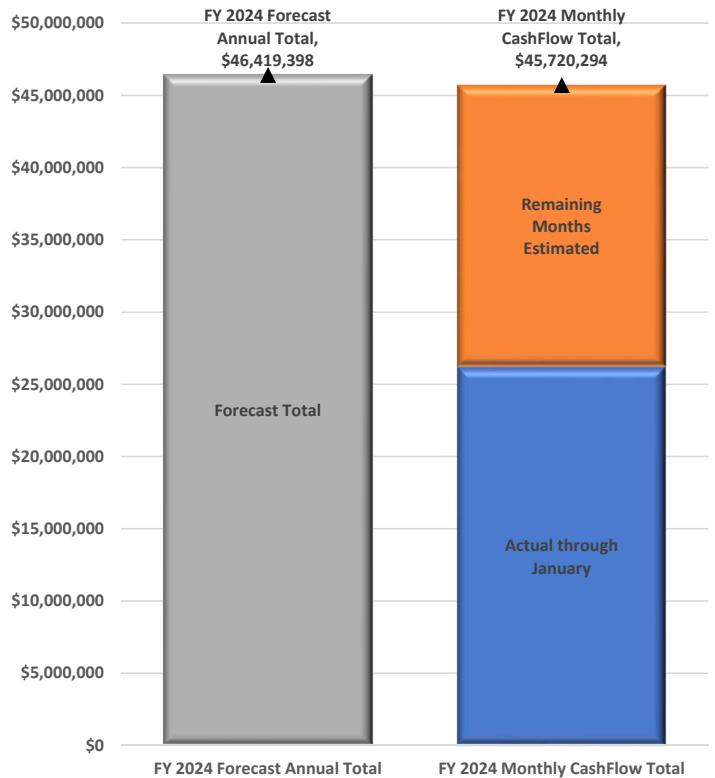 $50,000,000
$45,000,000
$40,000,000
$35,000,000
$30,000,000
$25,000,000
$20,000,000
$15,000,000
$10,000,000
$5,000,000
$0
FY 2024 Forecast
Annual Total,
$46,419,398
FY 2024 Monthly
CashFlow Total,
$45,720,294
Forecast Total
Remaining
Months
Estimated
Actual through
January
FY 2024 Forecast Annual Total
FY 2024 Monthly CashFlow Total